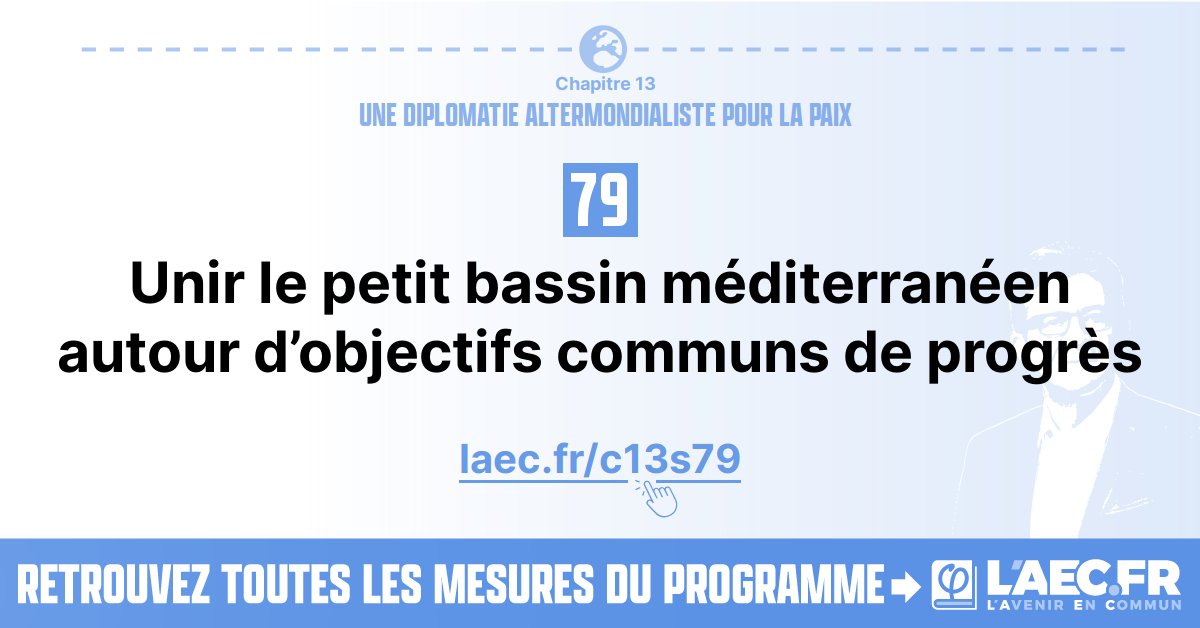 Chapitre 13
UNE DIPLOMATIE ALTERMONDIALISTE POUR LA PAIX
79
Unir le petit bassin méditerranéen
autour d’objectifs communs de progrès
laec.fr/c13s79
RETROUVEZ TOUTES LES MESURES DU PROGRAMME
L'AEC.FR
L'AVENIR EN COMMUN